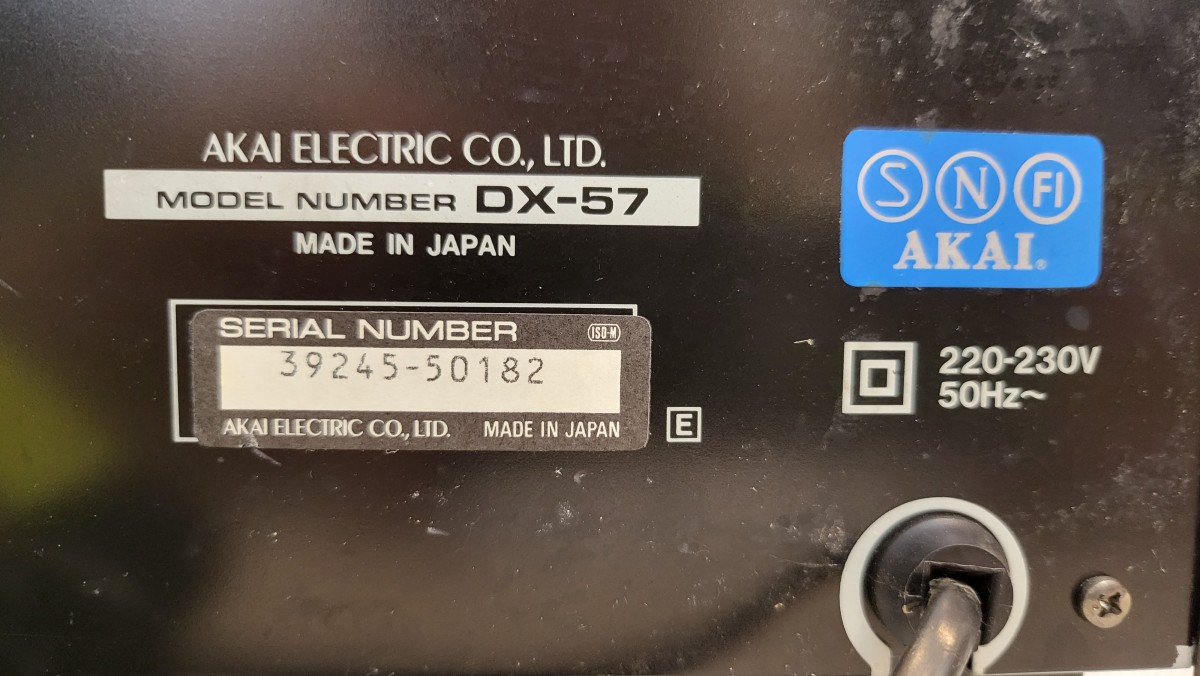 AKAI ELECTRIC CO., LTD.
MODEL NUMBER DX-57
MADE IN JAPAN
SERIAL NUMBER ISO-M
39245-50182
AKAI ELECTRIC CO., LTD. MADE IN JAPAN
E
S N FI
AKAI®
220-230V
50Hz~